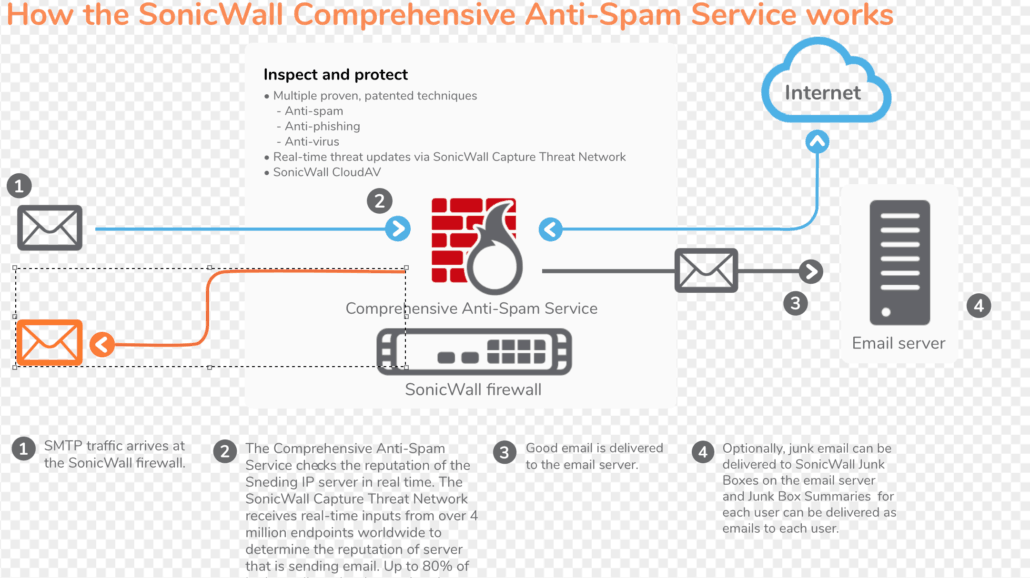 How the SonicWall Comprehensive Anti-Spam Service works
Inspect and protect
• Multiple proven, patented techniques
- Anti-spam
- Anti-phishing
- Anti-virus
• Real-time threat updates via SonicWall Capture Threat Network
• SonicWall CloudAV
Internet
1
2
Comprehensive Anti-Spam Service
3
4
Email server
SonicWall firewall
1
SMTP traffic arrives at
the SonicWall firewall.
2
The Comprehensive Anti-Spam
Service checks the reputation of the
Sneding IP server in real time. The
SonicWall Capture Threat Network
receives real-time inputs from over 4
million endpoints worldwide to
determine the reputation of server
that is sending email. Up to 80% of
3
Good email is delivered
to the email server.
4
Optionally, junk email can be
delivered to SonicWall Junk
Boxes on the email server
and Junk Box Summaries for
each user can be delivered as
emails to each user.